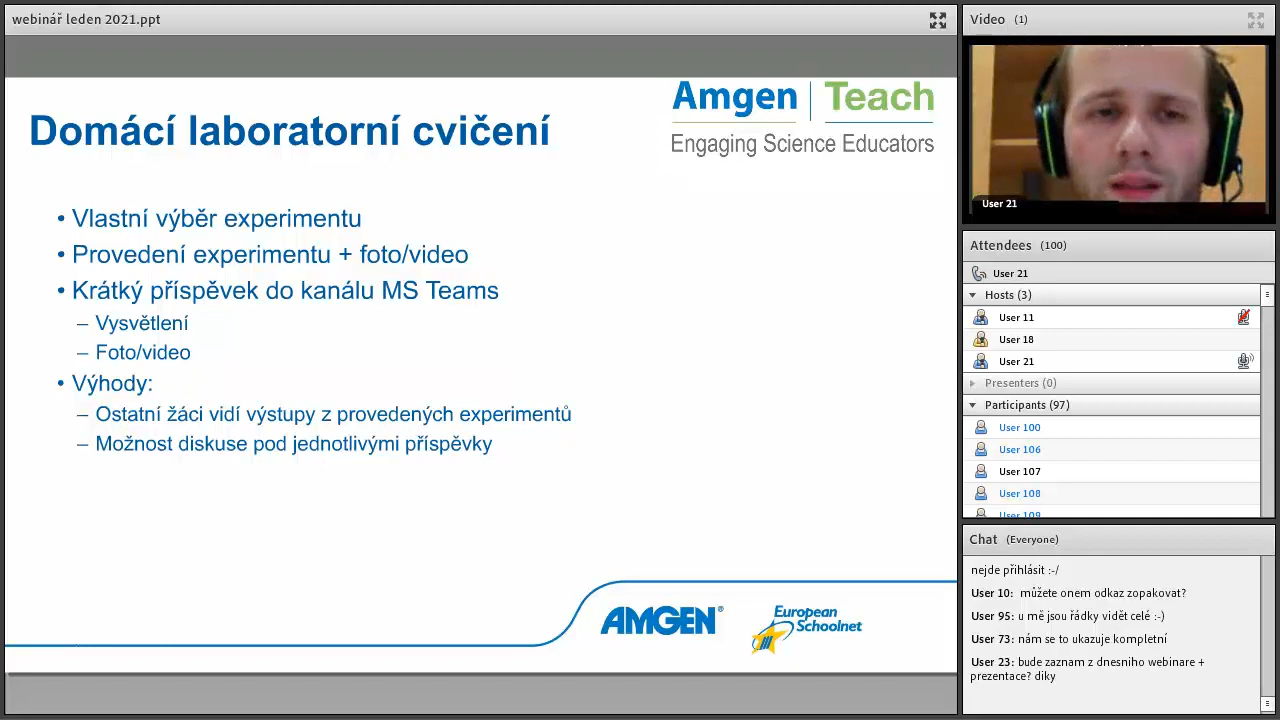 webinář leden 2021.ppt
Amgen Teach
Engaging Science Educators
Domácí laboratorní cvičení
• Vlastní výběr experimentu
• Provedení experimentu + foto/video
• Krátký příspěvek do kanálu MS Teams
– Vysvětlení
– Foto/video
• Výhody:
– Ostatní žáci vidí výstupy z provedených experimentů
– Možnost diskuse pod jednotlivými příspěvky
AMGEN®
European
Schoolnet
Video (1)
User 21
Attendees (100)
User 21
Hosts (3)
User 11
User 18
User 21
Presenters (0)
Participants (97)
User 100
User 106
User 107
User 108
User 109
Chat (Everyone)
nejde přihlásit :-/
User 10: můžete onem odkaz zopakovat?
User 95: u mě jsou řádky vidět celé :-)
User 73: nám se to ukazuje kompletní
User 23: bude zaznam z dnesniho webinare +
prezentace? diky